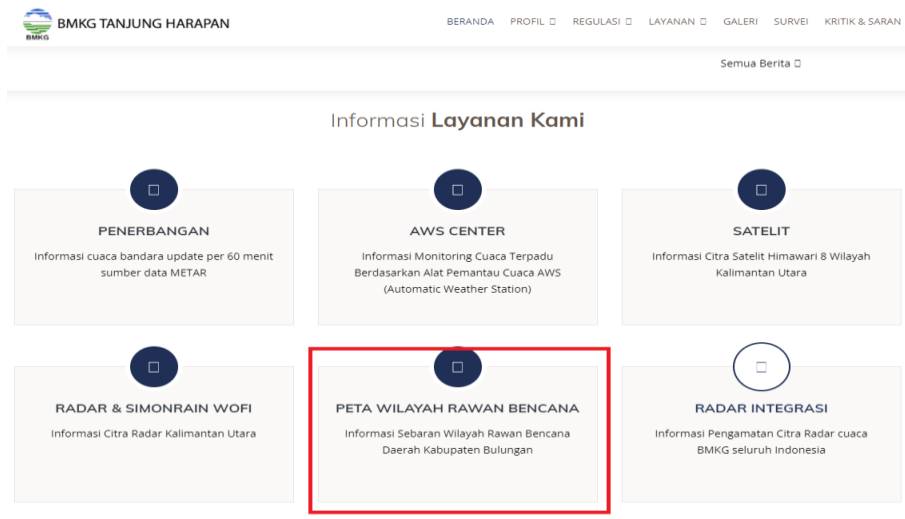 BMKG
BMKG TANJUNG HARAPAN
BERANDA PROFIL REGULASI LAYANAN GALERI SURVEI KRITIK & SARAN
Semua Berita
Informasi Layanan Kami
PENERBANGAN
Informasi cuaca bandara update per 60 menit
sumber data METAR
AWS CENTER
Informasi Monitoring Cuaca Terpadu
Berdasarkan Alat Pemantau Cuaca AWS
(Automatic Weather Station)
SATELIT
Informasi Citra Satelit Himawari 8 Wilayah
Kalimantan Utara
RADAR & SIMONRAIN WOFI
Informasi Citra Radar Kalimantan Utara
PETA WILAYAH RAWAN BENCANA
Informasi Sebaran Wilayah Rawan Bencana
Daerah Kabupaten Bulungan
RADAR INTEGRASI
Informasi Pengamatan Citra Radar cuaca
BMKG seluruh Indonesia